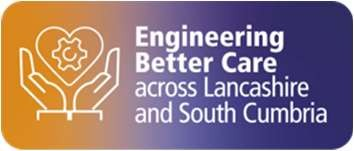 Engineering
Better Care
across Lancashire
and South Cumbria